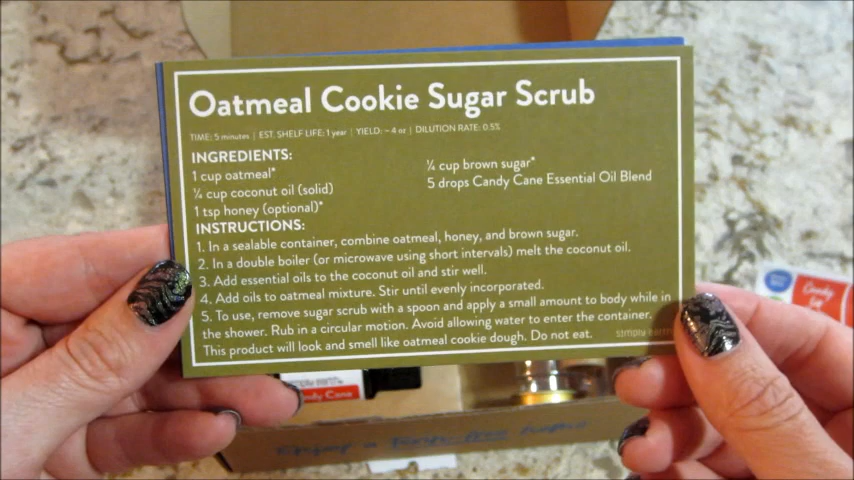 Oatmeal Cookie Sugar Scrub
TIME: 5 minutes | EST. SHELF LIFE: 1 year | YIELD: ~ 4 oz | DILUTION RATE: 0.5%
INGREDIENTS:
1 cup oatmeal*
¼ cup coconut oil (solid)
1 tsp honey (optional)*
¼ cup brown sugar*
5 drops Candy Cane Essential Oil Blend
INSTRUCTIONS:
1. In a sealable container, combine oatmeal, honey, and brown sugar.
2. In a double boiler (or microwave using short intervals) melt the coconut oil.
3. Add essential oils to the coconut oil and stir well.
4. Add oils to oatmeal mixture. Stir until evenly incorporated.
5. To use, remove sugar scrub with a spoon and apply a small amount to body while in
the shower. Rub in a circular motion. Avoid allowing water to enter the container.
This product will look and smell like oatmeal cookie dough. Do not eat.
simply earth
Candy Cane
Candy